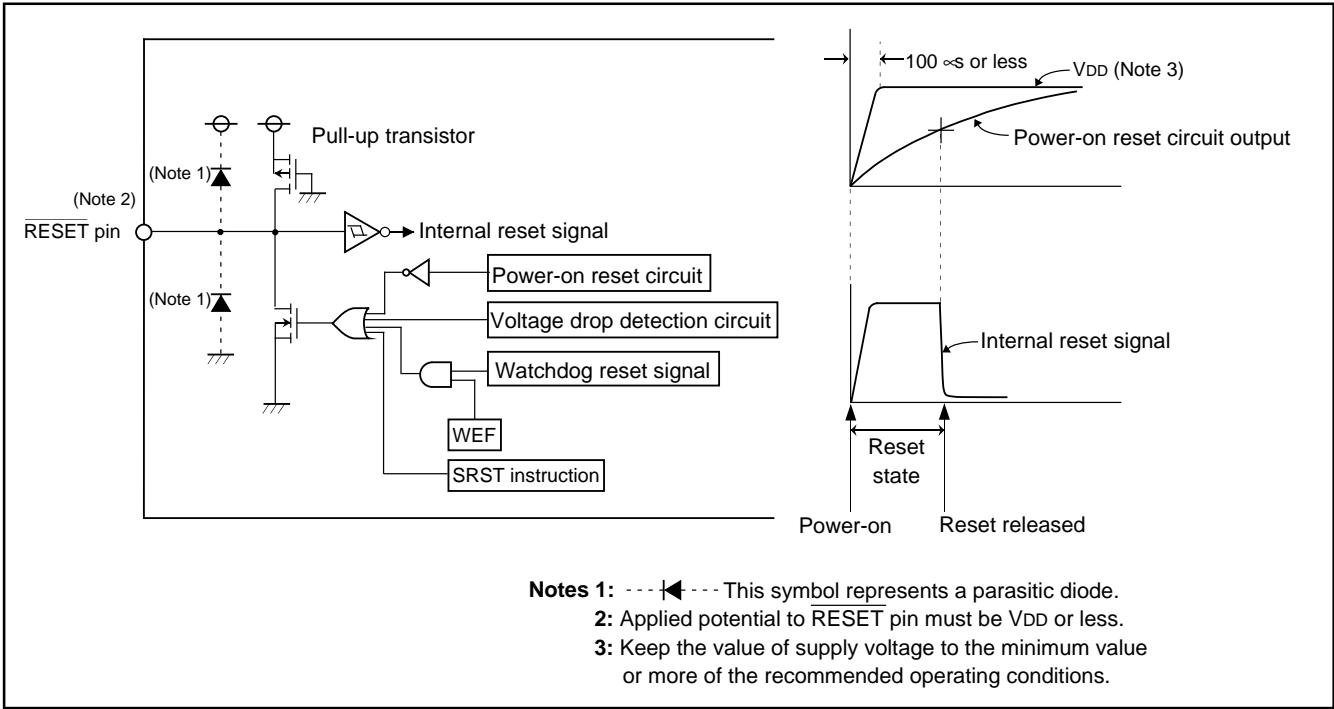 100 ∝s or less
VDD (Note 3)
Pull-up transistor
Power-on reset circuit output
(Note 1)
(Note 2)
RESET pin
Internal reset signal
Power-on reset circuit
(Note 1)
Voltage drop detection circuit
Internal reset signal
Watchdog reset signal
WEF
Reset
state
SRST instruction
Power-on
Reset released
Notes 1: This symbol represents a parasitic diode.
2: Applied potential to RESET pin must be VDD or less.
3: Keep the value of supply voltage to the minimum value
or more of the recommended operating conditions.